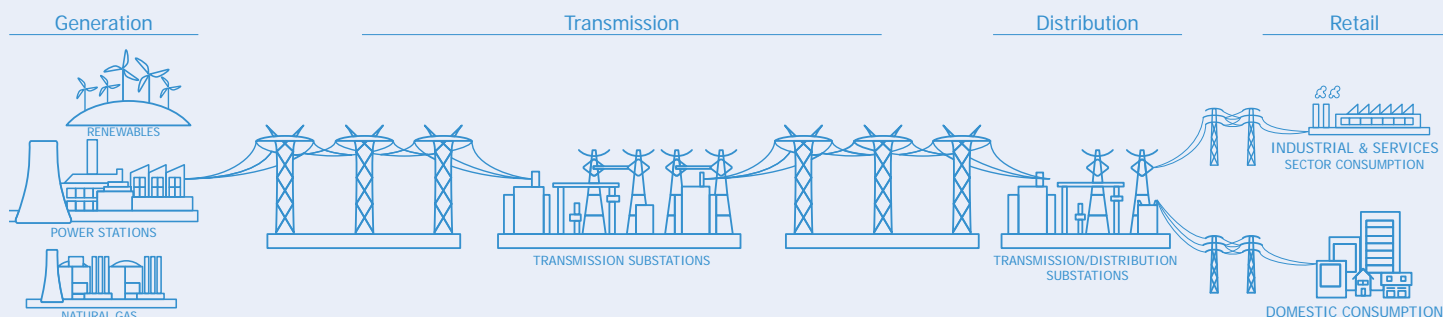 Generation
Transmission
Distribution
Retail
RENEWABLES
POWER STATIONS
NATURAL GAS
TRANSMISSION SUBSTATIONS
TRANSMISSION/DISTRIBUTION
SUBSTATIONS
INDUSTRIAL & SERVICES
SECTOR CONSUMPTION
DOMESTIC CONSUMPTION